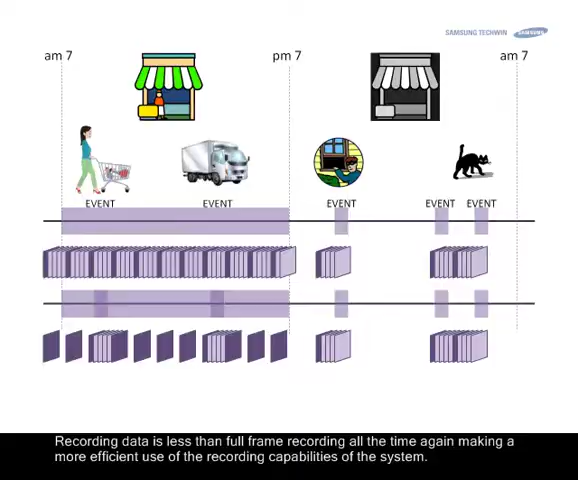 SAMSUNG TECHWIN SAMSUNG
am 7 pm 7 am 7
EVENT EVENT EVENT EVENT EVENT
Recording data is less than full frame recording all the time again making a
more efficient use of the recording capabilities of the system.